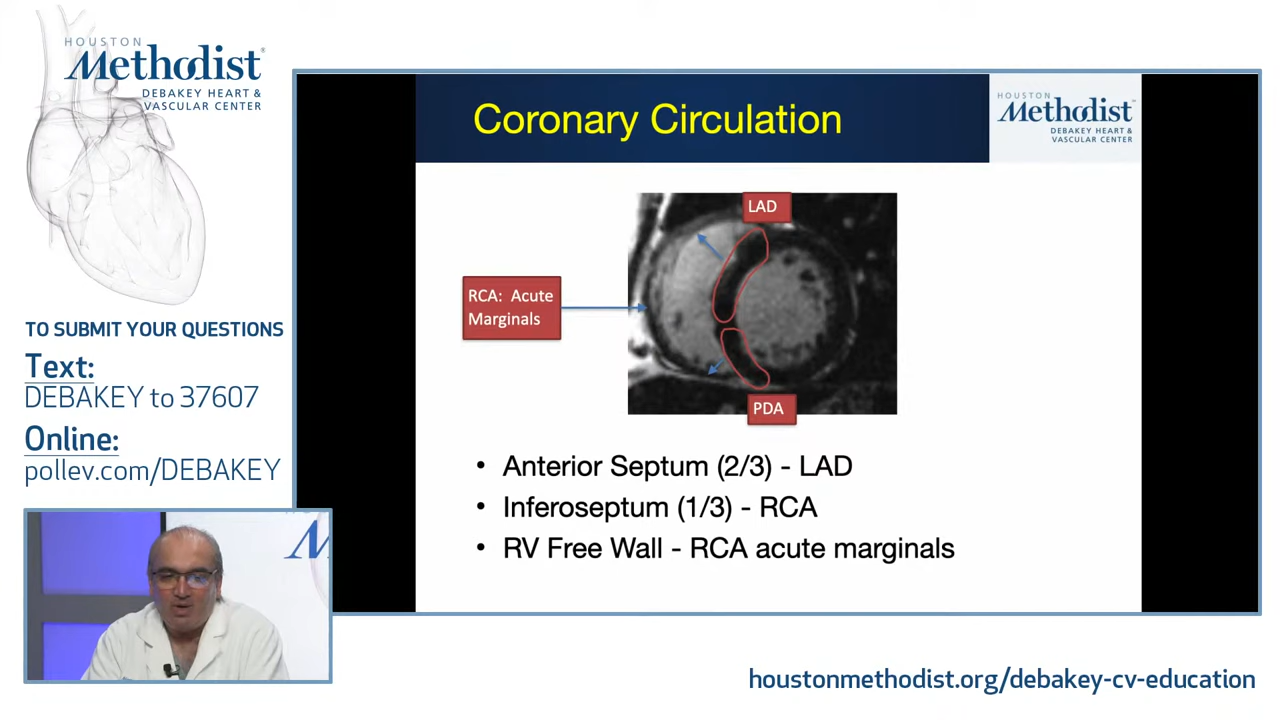 HOUSTON
Methodist®
DEBAKEY HEART &
VASCULAR CENTER
TO SUBMIT YOUR QUESTIONS
Text:
DEBAKEY to 37607
Online:
pollev.com/DEBAKEY
Coronary Circulation
HOUSTON
Methodist
DEBAKEY HEART &
VASCULAR CENTER
LAD
RCA: Acute
Marginals
PDA
• Anterior Septum (2/3) - LAD
• Inferoseptum (1/3) - RCA
• RV Free Wall - RCA acute marginals
houstonmethodist.org/debakey-cv-education